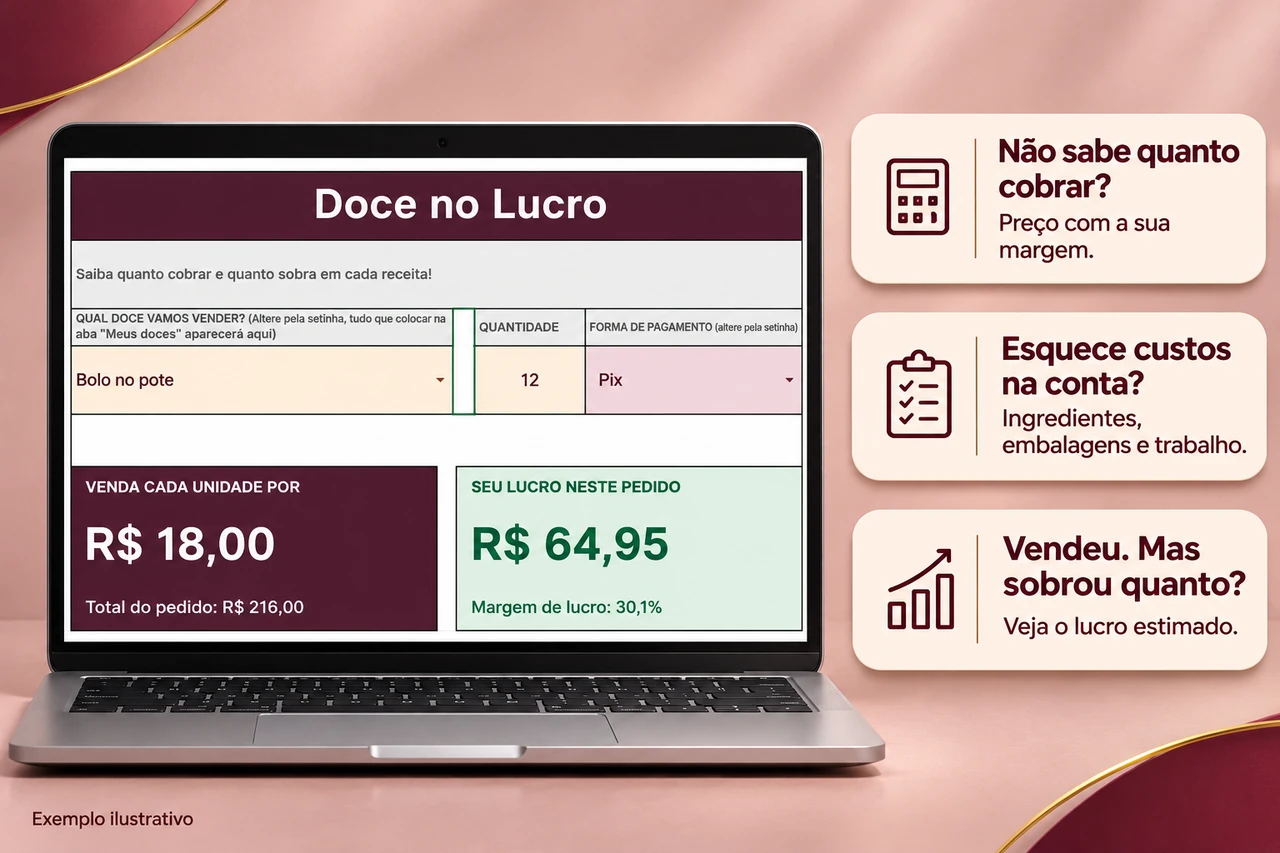 Doce no Lucro
Saiba quanto cobrar e quanto sobra em cada receita!
QUAL DOCE VAMOS VENDER? (Altere pela setinha, tudo que colocar na
aba "Meus doces" aparecerá aqui)
QUANTIDADE
FORMA DE PAGAMENTO (altere pela setinha)
Bolo no pote
12
Pix
VENDA CADA UNIDADE POR
R$ 18,00
Total do pedido: R$ 216,00
SEU LUCRO NESTE PEDIDO
R$ 64,95
Margem de lucro: 30,1%
Não sabe quanto
cobrar?
Preço com a sua
margem.
Esquece custos
na conta?
Ingredientes,
embalagens e trabalho.
Vendeu. Mas
sobrou quanto?
Veja o lucro estimado.
Exemplo ilustrativo